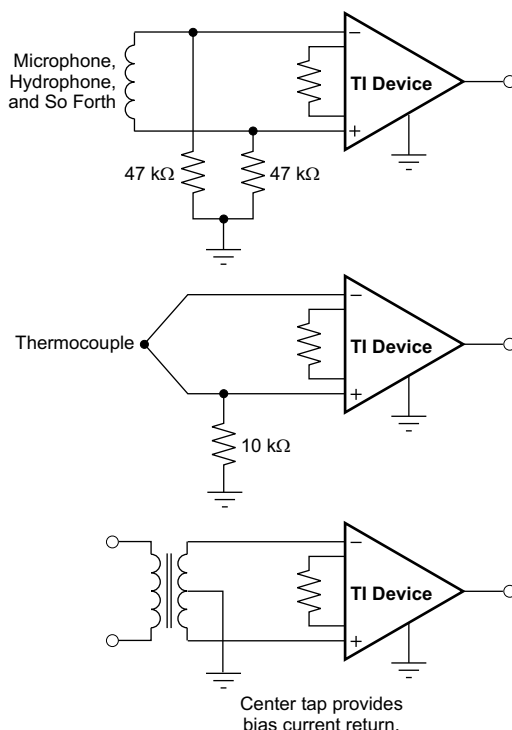 Microphone,
Hydrophone,
and So Forth
−
TI Device
+
47 kΩ
47 kΩ
Thermocouple
−
TI Device
+
10 kΩ
−
TI Device
+
Center tap provides
bias current return.